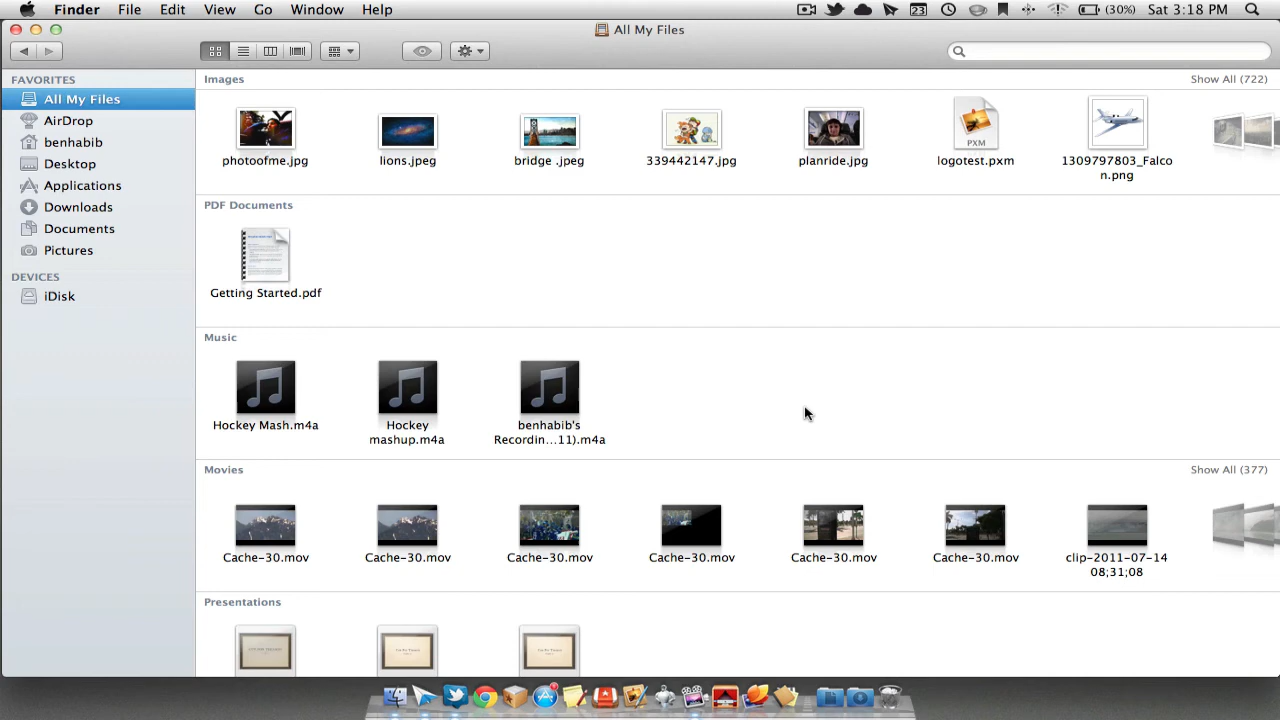 Finder File Edit View Go Window Help
23 (30%) Sat 3:18 PM
All My Files
FAVORITES
All My Files
AirDrop
benhabib
Desktop
Applications
Downloads
Documents
Pictures
DEVICES
iDisk
Images Show All (722)
photoofme.jpg
lions.jpeg
bridge .jpeg
339442147.jpg
planride.jpg
PXM
logotest.pxm
1309797803_Falco
n.png
PDF Documents
Getting Started.pdf
Music
Hockey Mash.m4a
Hockey
mashup.m4a
benhabib's
Recordin...11).m4a
Movies Show All (377)
Cache-30.mov
Cache-30.mov
Cache-30.mov
Cache-30.mov
Cache-30.mov
Cache-30.mov
clip-2011-07-14
08;31;08
Presentations